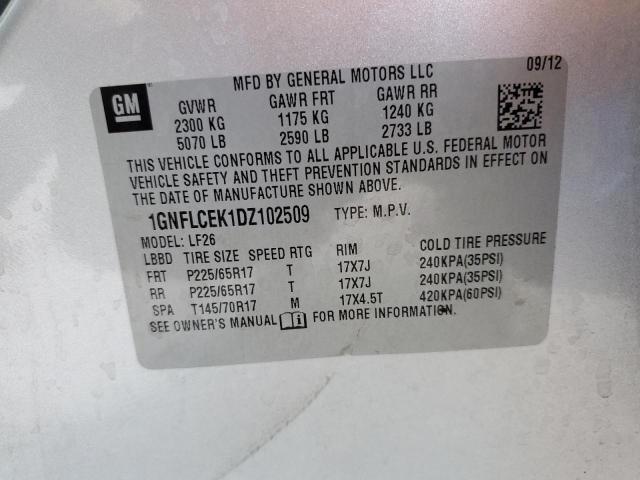 09/12
MFD BY GENERAL MOTORS LLC
GM
GVWR GAWR FRT GAWR RR
2300 KG 1175 KG 1240 KG
5070 LB 2590 LB 2733 LB
THIS VEHICLE CONFORMS TO ALL APPLICABLE U.S. FEDERAL MOTOR
VEHICLE SAFETY AND THEFT PREVENTION STANDARDS IN EFFECT ON
THE DATE OF MANUFACTURE SHOWN ABOVE.
1GNFLCEK1DZ102509 TYPE: M.P.V.
MODEL: LF26
LBBD TIRE SIZE SPEED RTG RIM COLD TIRE PRESSURE
FRT P225/65R17 T 17X7J 240KPA(35PSI)
RR P225/65R17 T 17X7J 240KPA(35PSI)
SPA T145/70R17 M 17X4.5T 420KPA(60PSI)
SEE OWNER'S MANUAL FOR MORE INFORMATION.